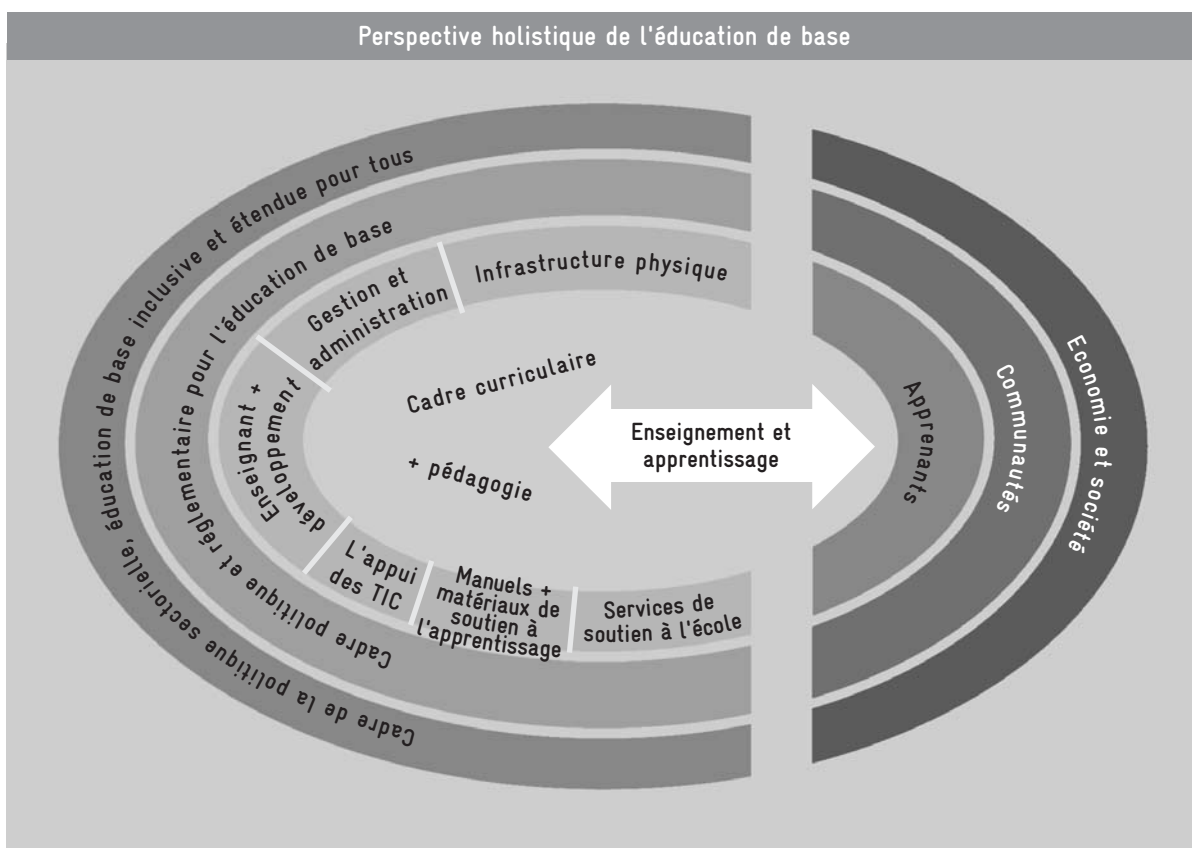 Perspective holistique de l'éducation de base
Cadre de la politique sectorielle, éducation de base inclusive et étendue pour tous
Cadre politique et réglementaire pour l'éducation de base
Infrastructure physique
Gestion et
administration
Enseignant +
développement
L'appui
des TIC
Manuels +
matériaux de
soutien à
l'apprentissage
Services de
soutien à l'école
Cadre curriculaire
+ pédagogie
Enseignement et
apprentissage
Apprenants
Communautés
Economie et société